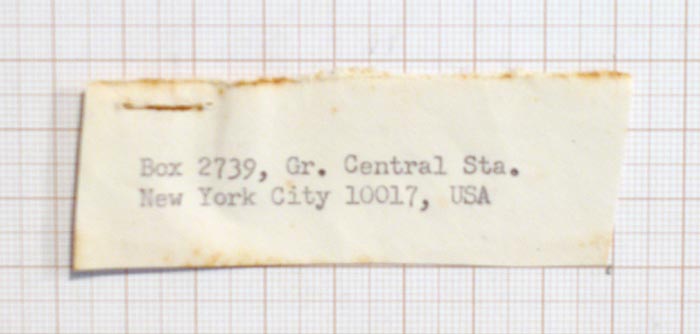 Box 2739, Gr. Central Sta.
New York City 10017, USA